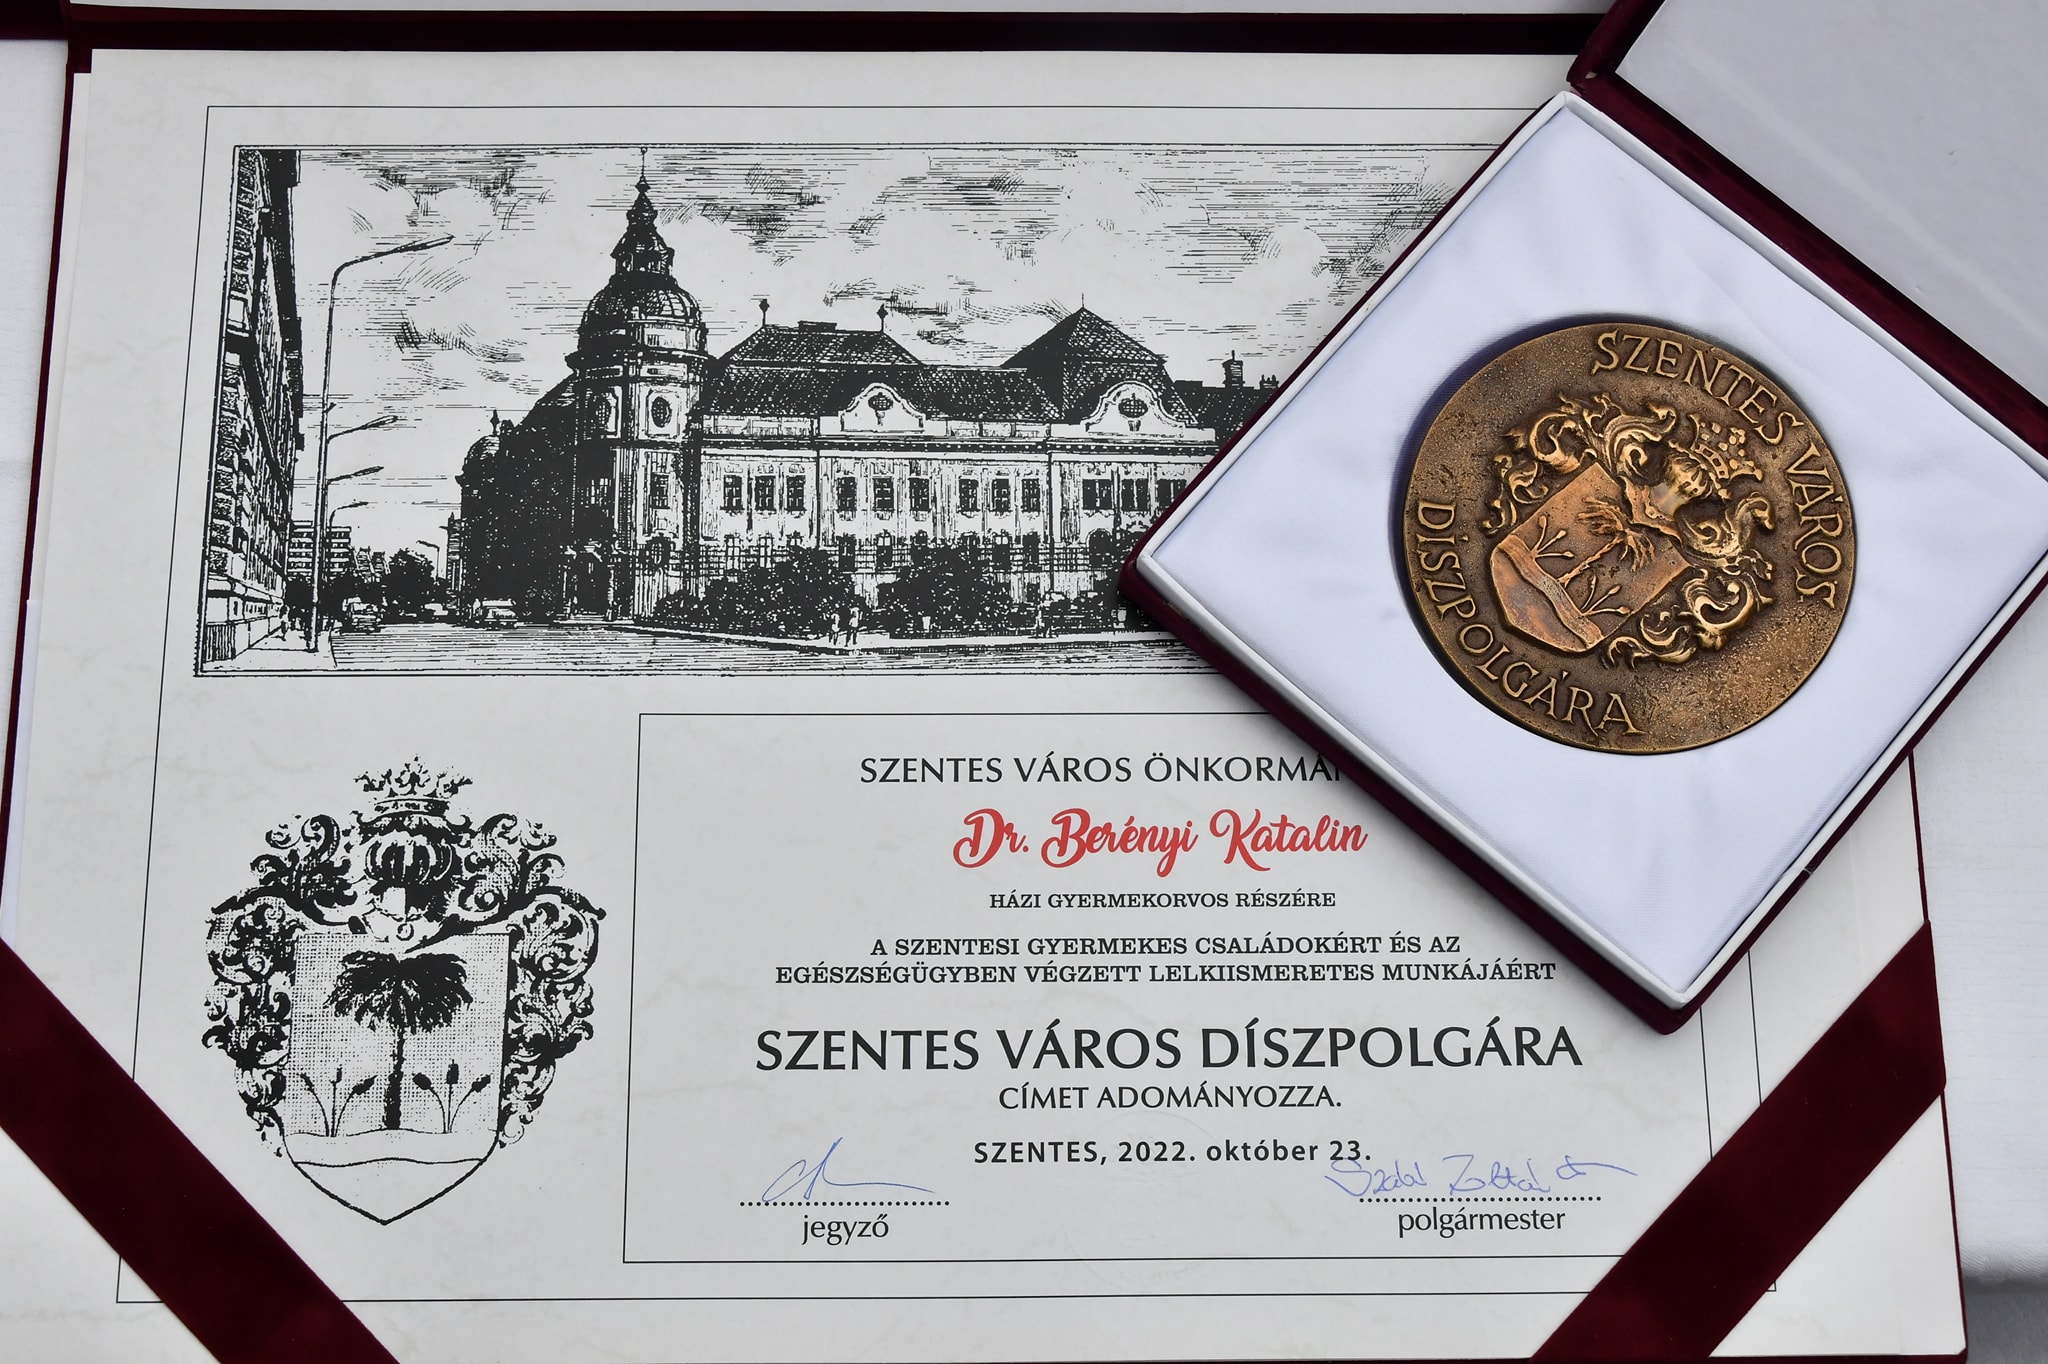 SZENTES VÁROS
DÍSZPOLGÁRA
SZENTES VÁROS ÖNKORMÁN
Dr. Berényi Katalin
HÁZI GYERMEKORVOS RÉSZÉRE
A SZENTESI GYERMEKES CSALÁDOKÉRT ÉS AZ
EGÉSZSÉGÜGYBEN VÉGZETT LELKIISMERETES MUNKÁJÁÉRT
SZENTES VÁROS DÍSZPOLGÁRA
CÍMET ADOMÁNYOZZA.
SZENTES, 2022. október 23.
jegyző
polgármester